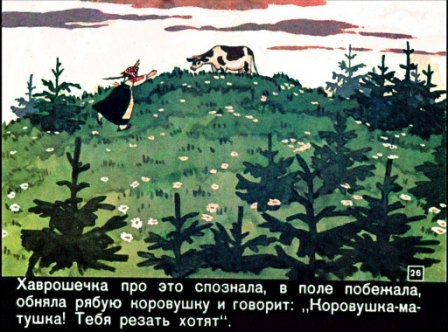 26
Хаврошечка про это спознала, в поле побежала,
обняла рябую коровушку и говорит: „Коровушка-ма-
тушка! Тебя резать хотят“.